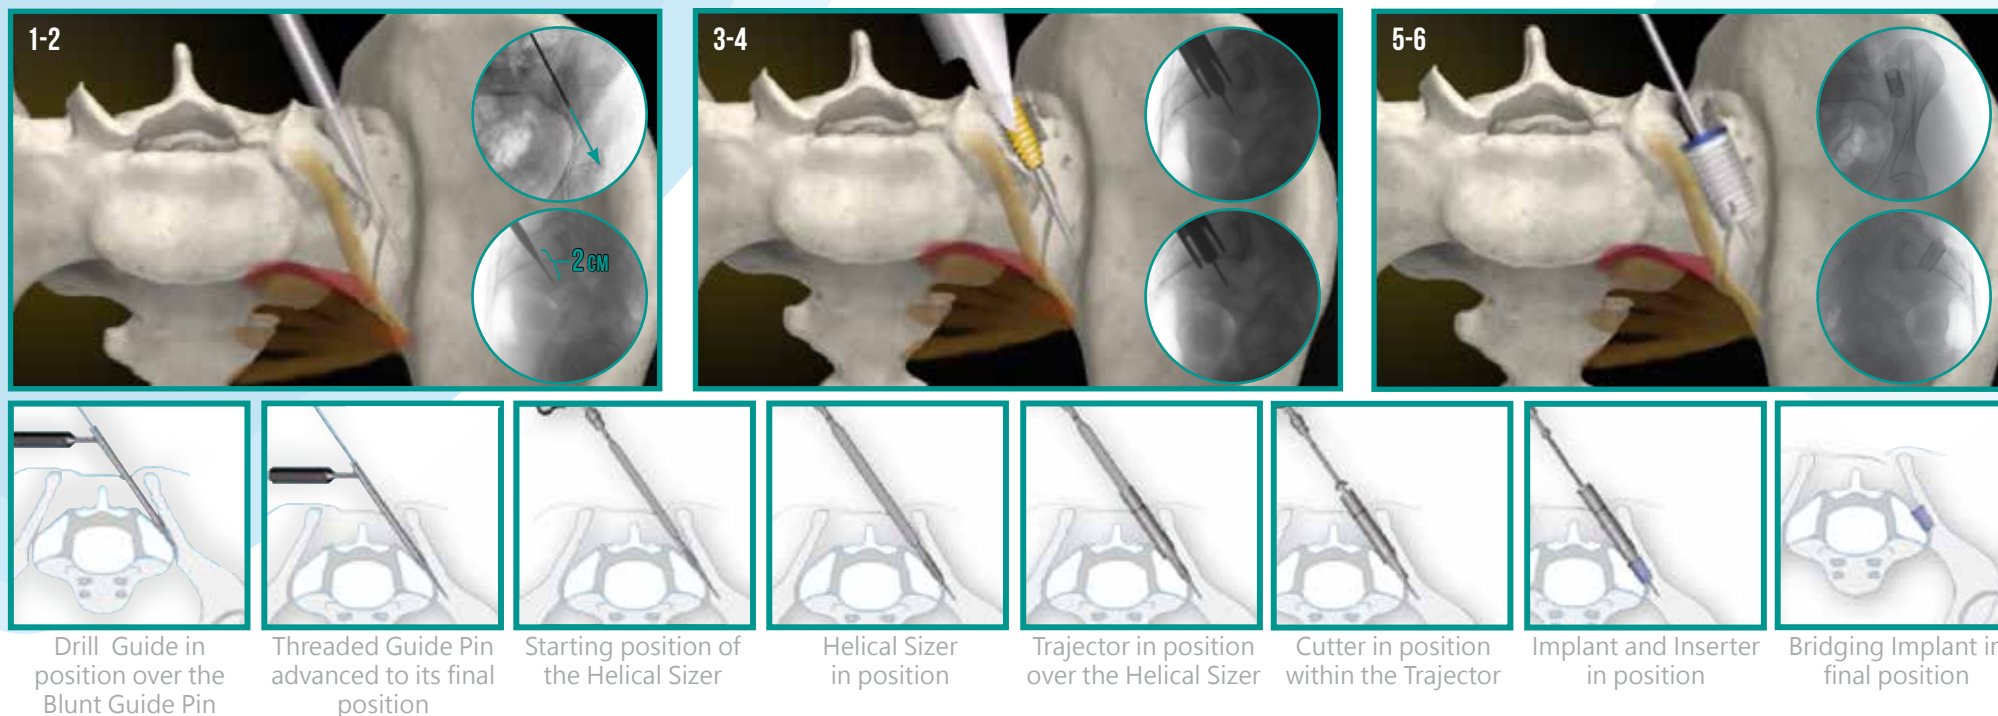 1-2
2 CM
3-4
5-6
Drill Guide in
position over the
Blunt Guide Pin
Threaded Guide Pin
advanced to its final
position
Starting position of
the Helical Sizer
Helical Sizer
in position
Trajector in position
over the Helical Sizer
Cutter in position
within the Trajector
Implant and Inserter
in position
Bridging Implant in
final position